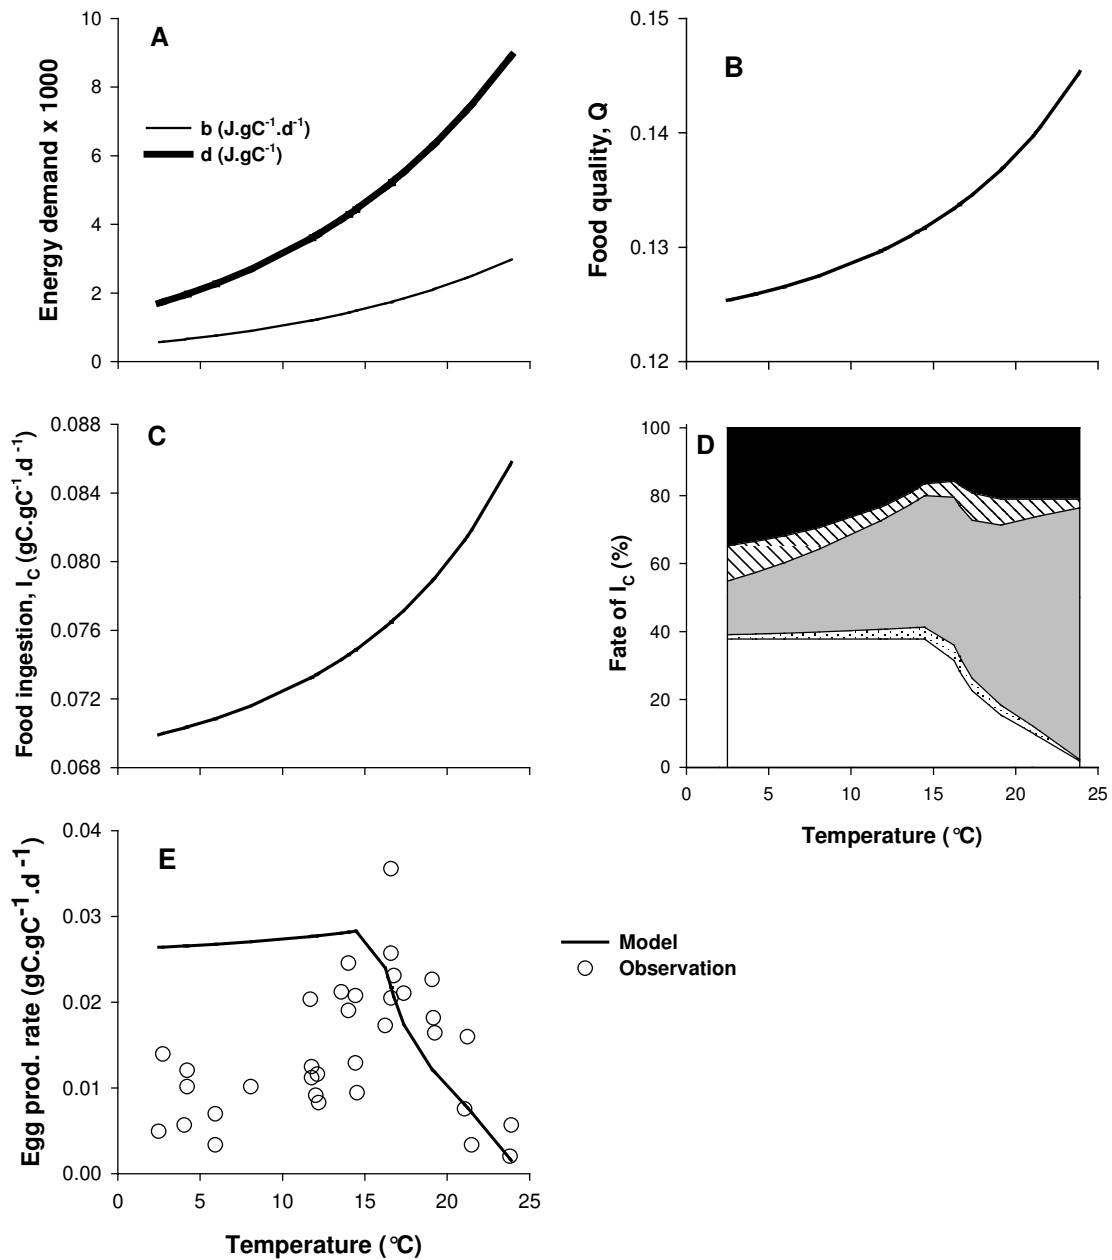 A
Energy demand x 1000
10
8
6
4
2
0
b (J.gC⁻¹.d⁻¹)
d (J.gC⁻¹)
B
Food quality, Q
0.15
0.14
0.13
0.12
C
Food ingestion, I_C (gC.gC⁻¹.d⁻¹)
0.088
0.084
0.080
0.076
0.072
0.068
D
Fate of I_C (%)
100
80
60
40
20
0
0 5 10 15 20 25
Temperature (°C)
E
Egg prod. rate (gC.gC⁻¹.d⁻¹)
0.04
0.03
0.02
0.01
0.00
0 5 10 15 20 25
Temperature (°C)
Model
Observation